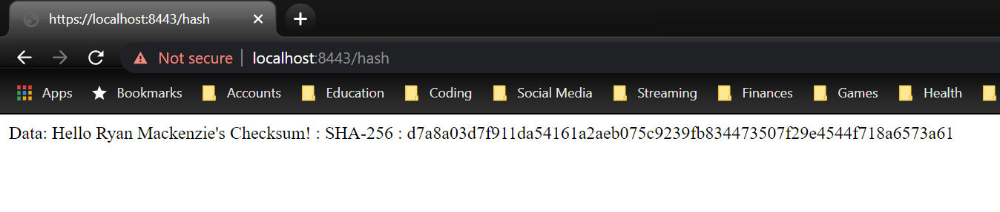 https://localhost:8443/hash
Not secure | localhost:8443/hash
Apps Bookmarks Accounts Education Coding Social Media Streaming Finances Games Health
Data: Hello Ryan Mackenzie's Checksum! : SHA-256 : d7a8a03d7f911da54161a2aeb075c9239fb834473507f29e4544f718a6573a61